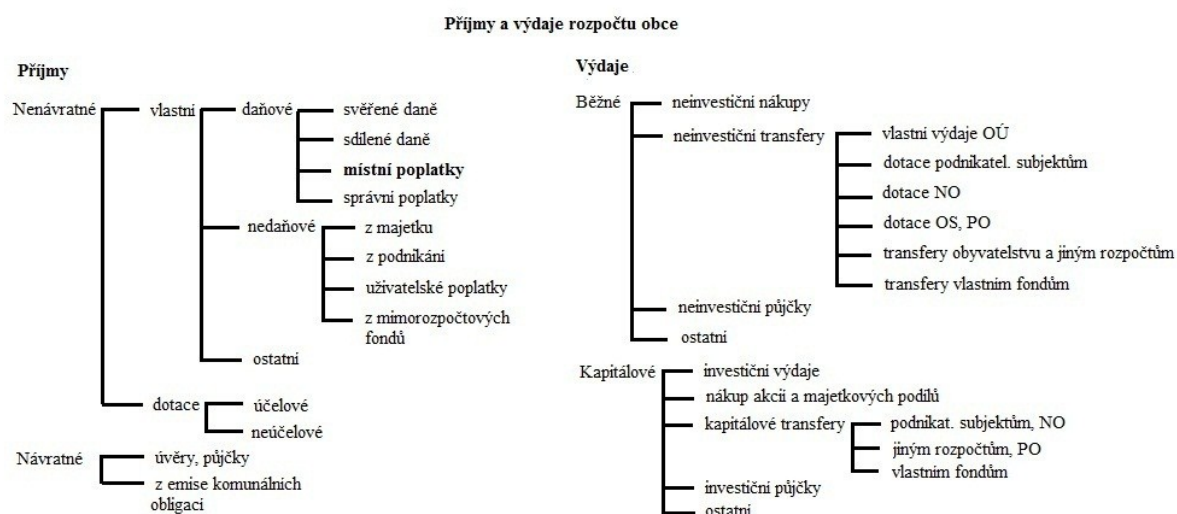 Příjmy a výdaje rozpočtu obce
Příjmy
Nenávratné
vlastní
daňové
svěřené daně
sdílené daně
místní poplatky
správní poplatky
nedaňové
z majetku
z podnikání
uživatelské poplatky
z mimorozpočtových
fondů
ostatní
dotace
účelové
neúčelové
Návratné
úvěry, půjčky
z emise komunálních
obligací
Výdaje
Běžné
neinvestiční nákupy
neinvestiční transfery
vlastní výdaje OÚ
dotace podnikatel. subjektům
dotace NO
dotace OS, PO
transfery obyvatelstvu a jiným rozpočtům
transfery vlastním fondům
neinvestiční půjčky
ostatní
Kapitálové
investiční výdaje
nákup akcií a majetkových podílů
kapitálové transfery
podnikat. subjektům, NO
jiným rozpočtům, PO
vlastním fondům
investiční půjčky
ostatní